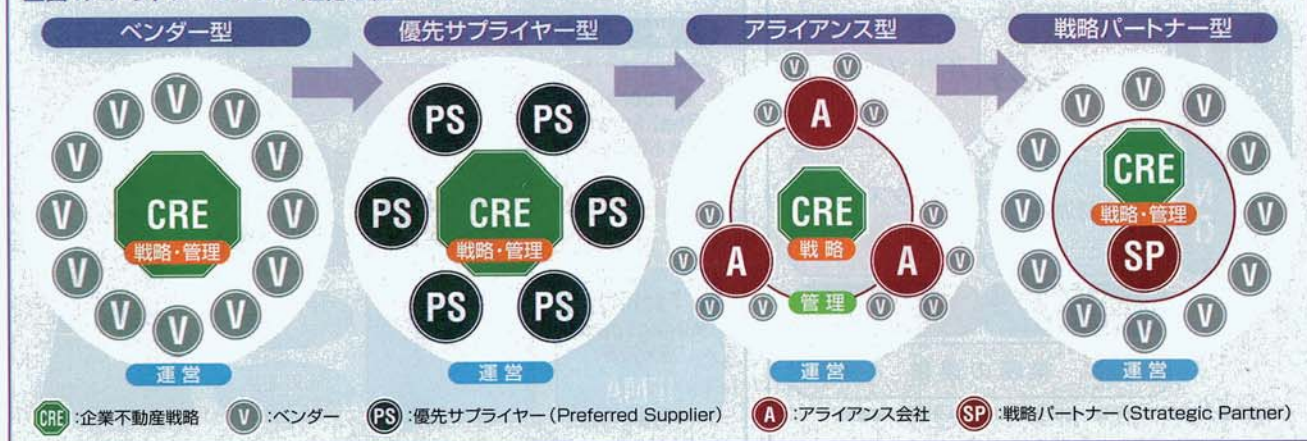 ベンダー型
優先サプライヤー型
アライアンス型
戦略パートナー型
V V V V V V V V V V V V
CRE
戦略・管理
運営
PS PS
PS CRE PS
戦略・管理
PS PS
運営
V V
V A V
CRE
戦略
V V
V A A V
V V V V
管理
運営
V V V V V V V V V V V V
CRE
戦略・管理
SP
運営
CRE :企業不動産戦略 V :ベンダー PS :優先サプライヤー(Preferred Supplier) A :アライアンス会社 SP :戦略パートナー(Strategic Partner)